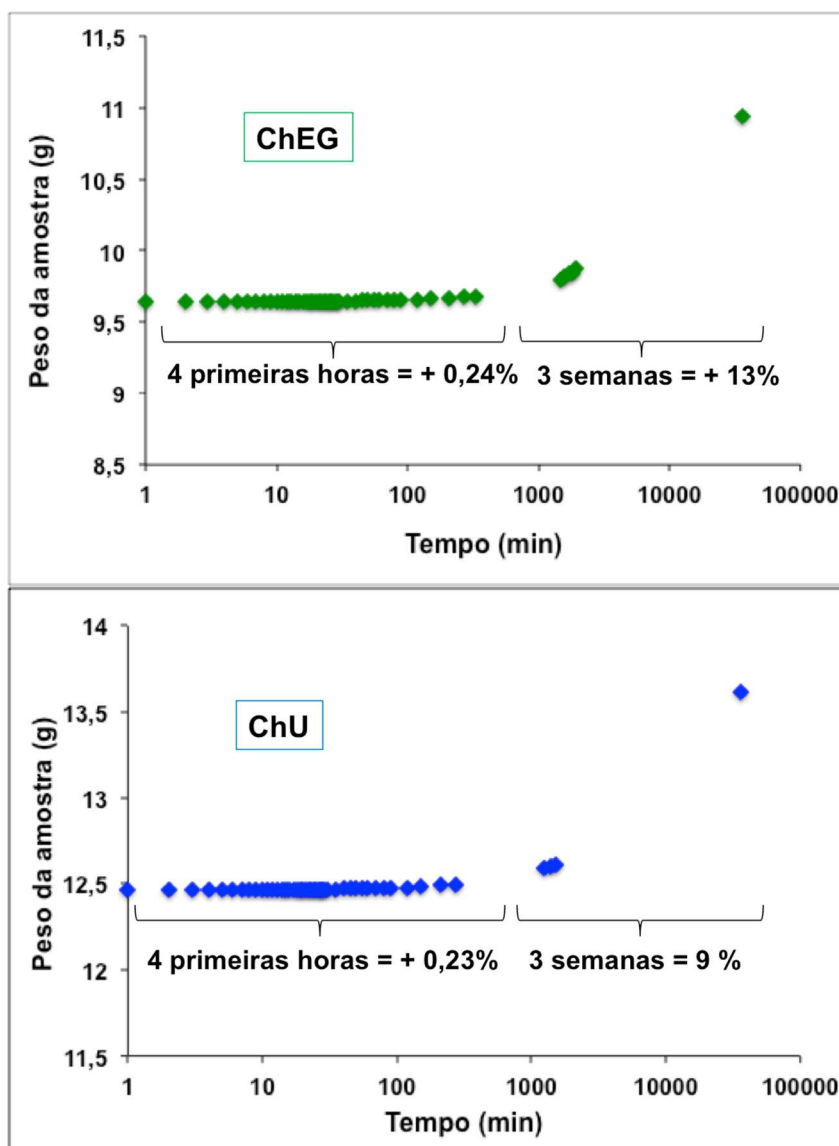 11,5
ChEG
11
10,5
10
9,5
9
8,5
Peso da amostra (g)
4 primeiras horas = + 0,24%
3 semanas = + 13%
1
10
100
1000
10000
100000
Tempo (min)
14
ChU
13,5
13
12,5
12
11,5
Peso da amostra (g)
4 primeiras horas = + 0,23%
3 semanas = 9 %
1
10
100
1000
10000
100000
Tempo (min)